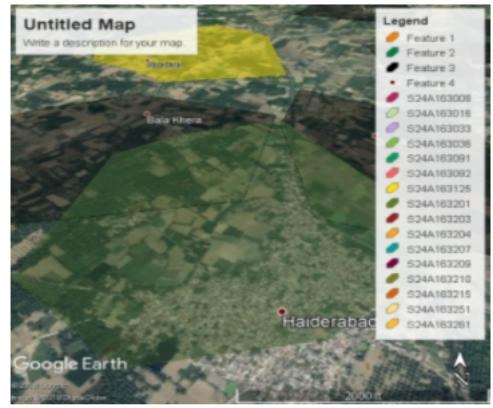 Untitled Map
Write a description for your map.
Legend
Feature 1
Feature 2
Feature 3
Feature 4
S24A163008
S24A163016
S24A163033
S24A163036
S24A163091
S24A163092
S24A163125
S24A163201
S24A163203
S24A163204
S24A163207
S24A163209
S24A163210
S24A163215
S24A163251
S24A163261
Bala Khera
Haiderabad
Google Earth
2000 ft
N